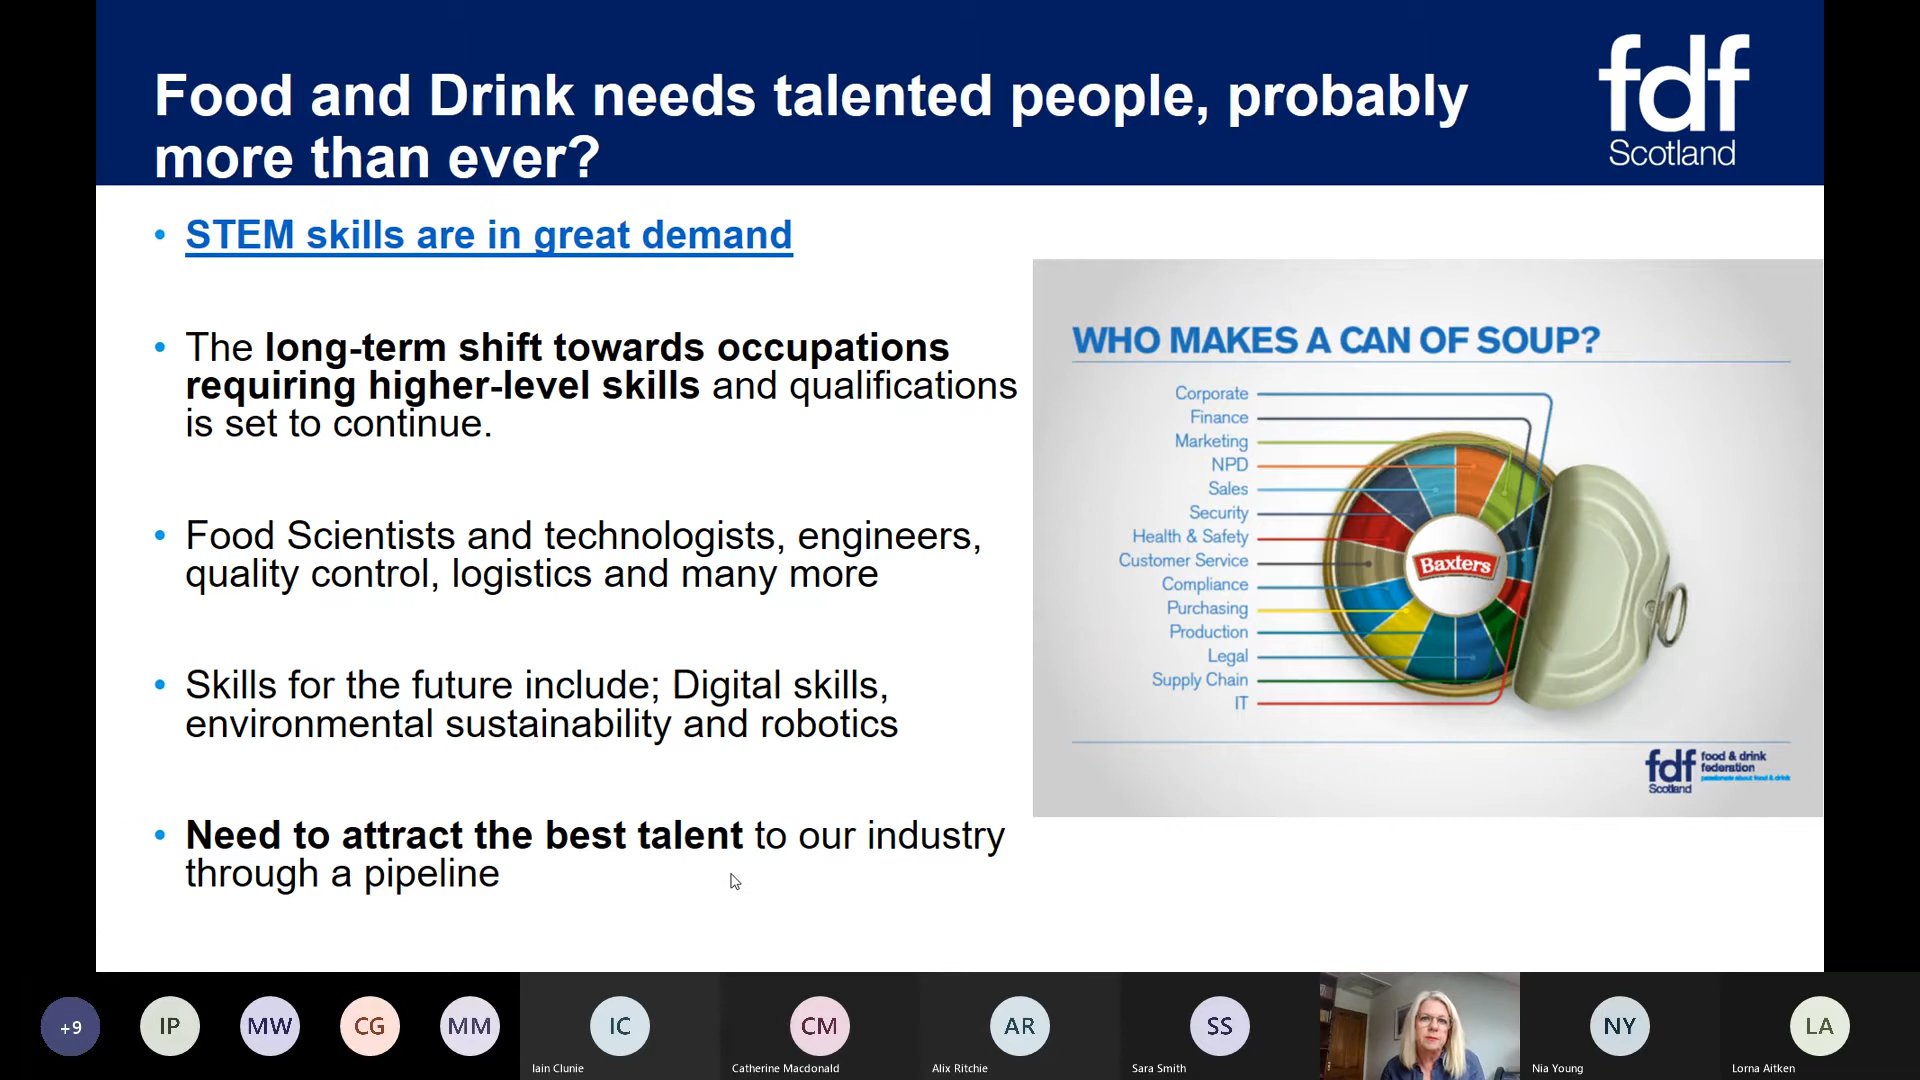 Food and Drink needs talented people, probably
more than ever?
fdf
Scotland
• STEM skills are in great demand
• The long-term shift towards occupations
requiring higher-level skills and qualifications
is set to continue.
• Food Scientists and technologists, engineers,
quality control, logistics and many more
• Skills for the future include; Digital skills,
environmental sustainability and robotics
• Need to attract the best talent to our industry
through a pipeline
WHO MAKES A CAN OF SOUP?
Corporate
Finance
Marketing
NPD
Sales
Security
Health & Safety
Customer Service
Compliance
Purchasing
Production
Legal
Supply Chain
IT
Baxters
fdf
Scotland
food & drink
federation
passionate about food & drink
+9
IP
MW
CG
MM
IC
CM
AR
SS
NY
LA
Iain Clunie
Catherine Macdonald
Alix Ritchie
Sara Smith
Nia Young
Lorna Aitken